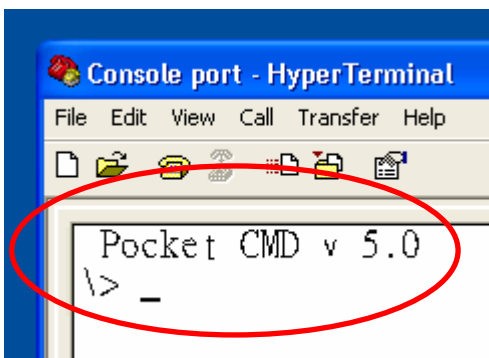 Console port - HyperTerminal
File Edit View Call Transfer Help
Pocket CMD v 5.0
\> _